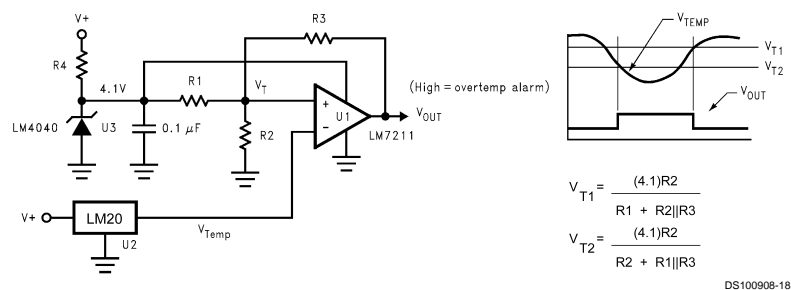 V+
R3
R4
4.1V
R1
V_T
+
U1
(High = overtemp alarm)
V_OUT
LM4040
U3
0.1 μF
R2
−
LM7211
V+
LM20
U2
V_Temp
V_TEMP
V_T1
V_T2
V_OUT
V_T1 = (4.1)R2
R1 + R2||R3
V_T2 = (4.1)R2
R2 + R1||R3
DS100908-18